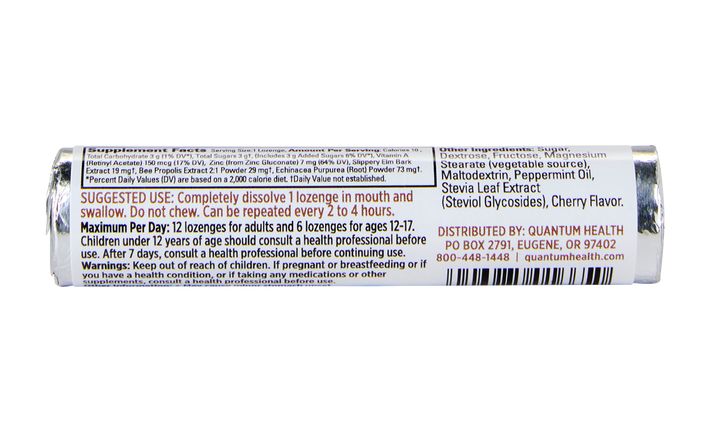 Supplement Facts Serving Size:1 Lozenge, Amount Per Serving: Calories 10,
Total Carbohydrate 3 g (1% DV*), Total Sugars 3 g†, (Includes 3 g Added Sugars 6% DV*), Vitamin A
(Retinyl Acetate) 150 mcg (17% DV), Zinc (from Zinc Gluconate) 7 mg (64% DV), Slippery Elm Bark
Extract 19 mg†, Bee Propolis Extract 2:1 Powder 29 mg†, Echinacea Purpurea (Root) Powder 73 mg†.
*Percent Daily Values (DV) are based on a 2,000 calorie diet. †Daily Value not established.
SUGGESTED USE: Completely dissolve 1 lozenge in mouth and
swallow. Do not chew. Can be repeated every 2 to 4 hours.
Maximum Per Day: 12 lozenges for adults and 6 lozenges for ages 12-17.
Children under 12 years of age should consult a health professional before
use. After 7 days, consult a health professional before continuing use.
Warnings: Keep out of reach of children. If pregnant or breastfeeding or if
you have a health condition, or if taking any medications or other
supplements, consult a health professional before use.
Other Information: May cause minor stomach upset.
Other Ingredients: Sugar,
Dextrose, Fructose, Magnesium
Stearate (vegetable source),
Maltodextrin, Peppermint Oil,
Stevia Leaf Extract
(Steviol Glycosides), Cherry Flavor.
DISTRIBUTED BY: QUANTUM HEALTH
PO BOX 2791, EUGENE, OR 97402
800-448-1448 | quantumhealth.com